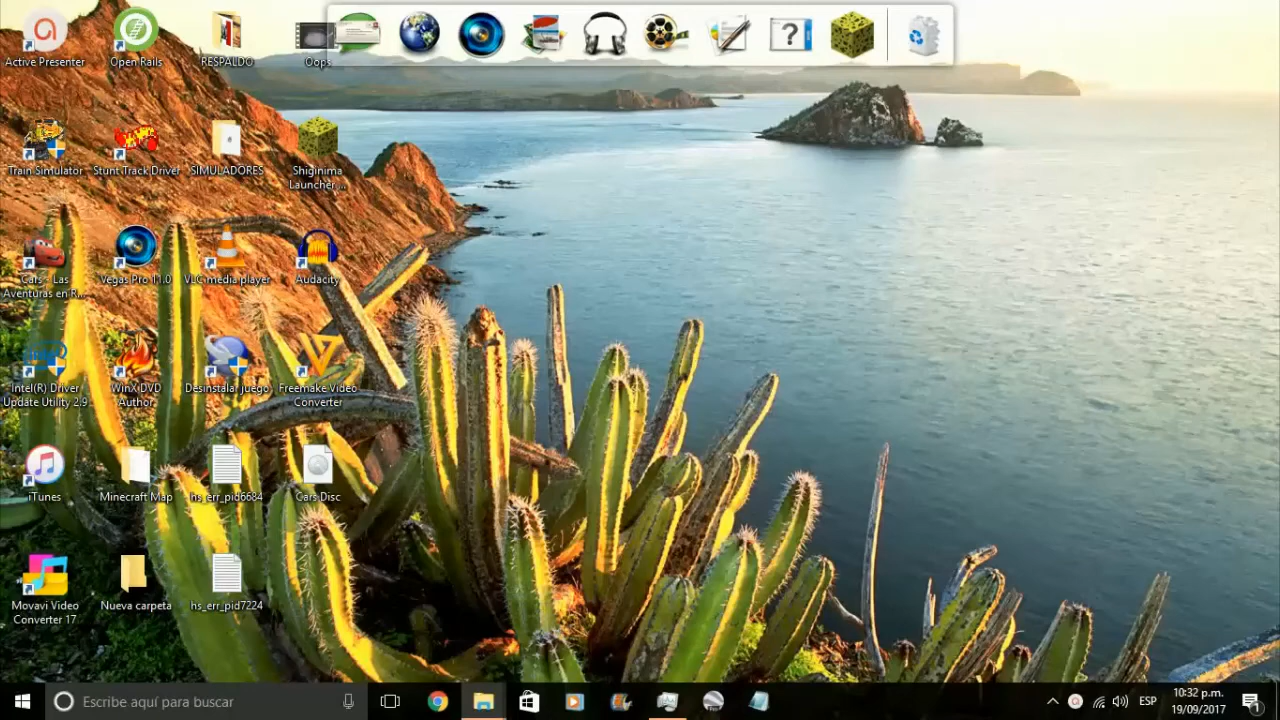 Active Presenter
Open Rails
RESPALDO
Oops
Train Simulator
Stunt Track Driver
SIMULADORES
Shiginima
Launcher ...
Cars - Las
Aventuras en R...
Vegas Pro 11.0
VLC media player
Audacity
Intel(R) Driver
Update Utility 2.9
WinX DVD
Author
Desinstalar juego
Freemake Video
Converter
iTunes
Minecraft Map
hs_err_pid6684
Cars Disc
Movavi Video
Converter 17
Nueva carpeta
hs_err_pid7224
Escribe aquí para buscar
ESP
10:32 p.m.
19/09/2017
1